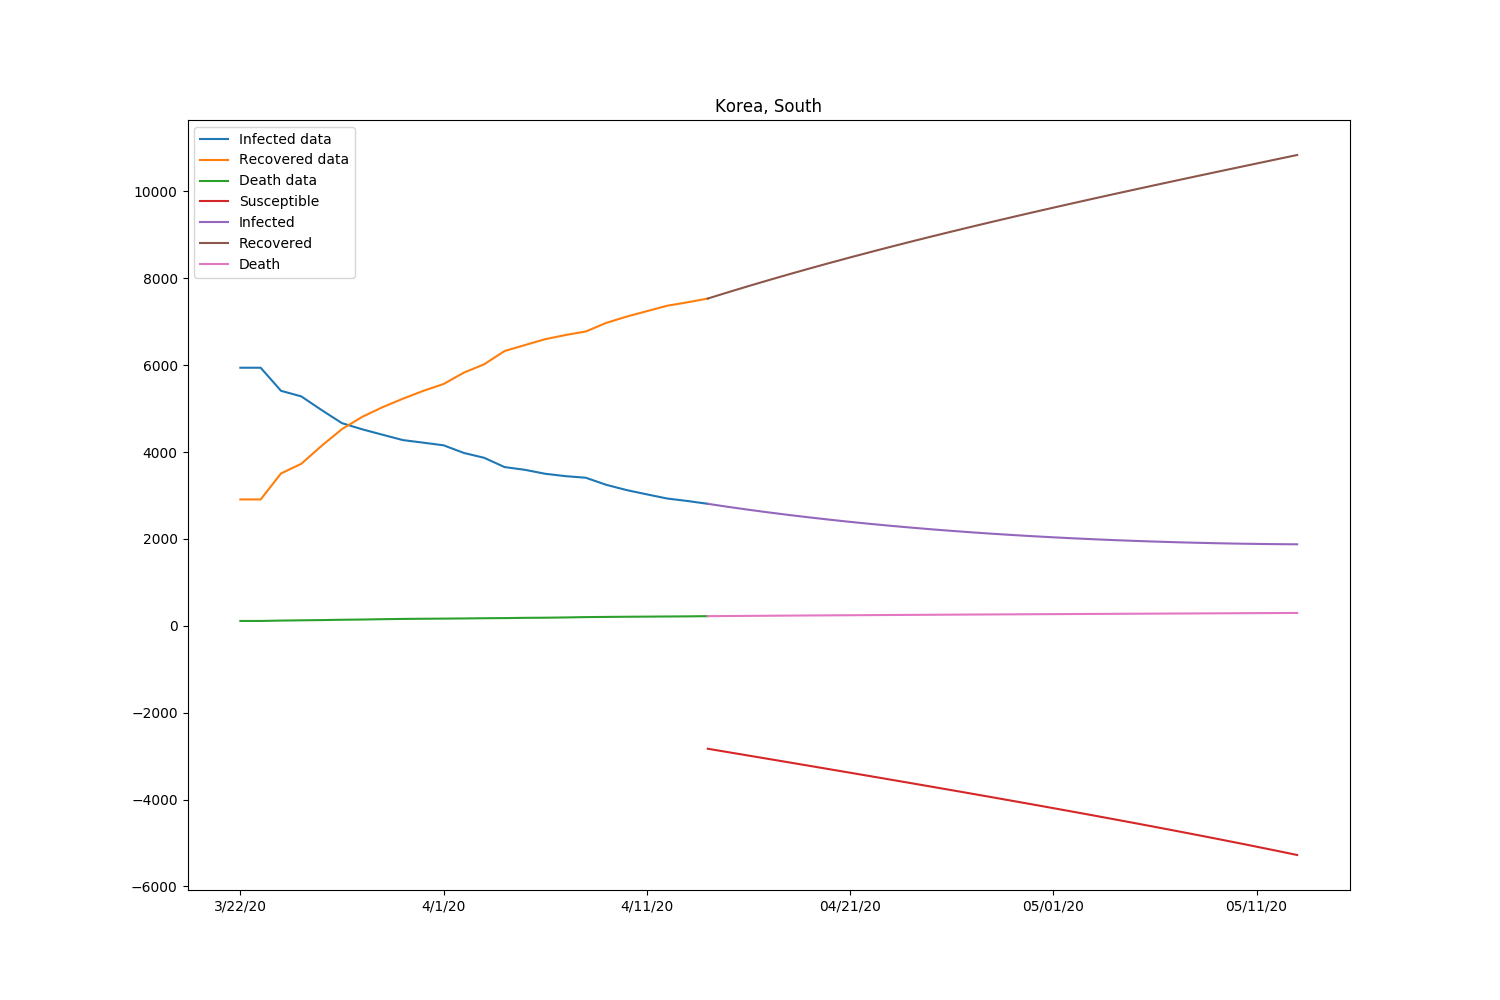 Korea, South
Infected data
Recovered data
Death data
Susceptible
Infected
Recovered
Death
10000
8000
6000
4000
2000
0
−2000
−4000
−6000
3/22/20 4/1/20 4/11/20 04/21/20 05/01/20 05/11/20